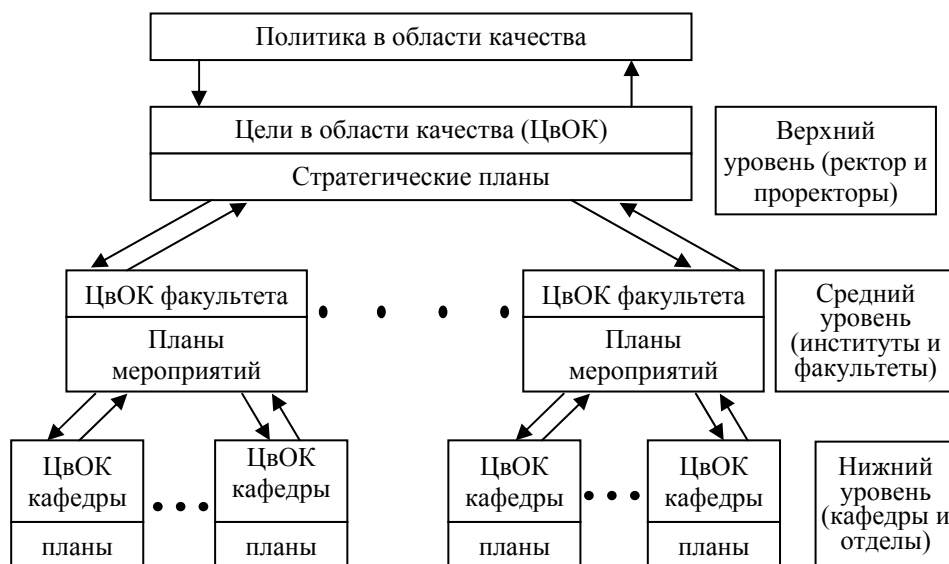 Политика в области качества
Цели в области качества (ЦвОК)
Стратегические планы
Верхний
уровень (ректор и
проректоры)
ЦвОК факультета
Планы
мероприятий
ЦвОК факультета
Планы
мероприятий
Средний
уровень
(институты и
факультеты)
ЦвОК
кафедры
планы
ЦвОК
кафедры
планы
ЦвОК
кафедры
планы
ЦвОК
кафедры
планы
Нижний
уровень
(кафедры и
отделы)